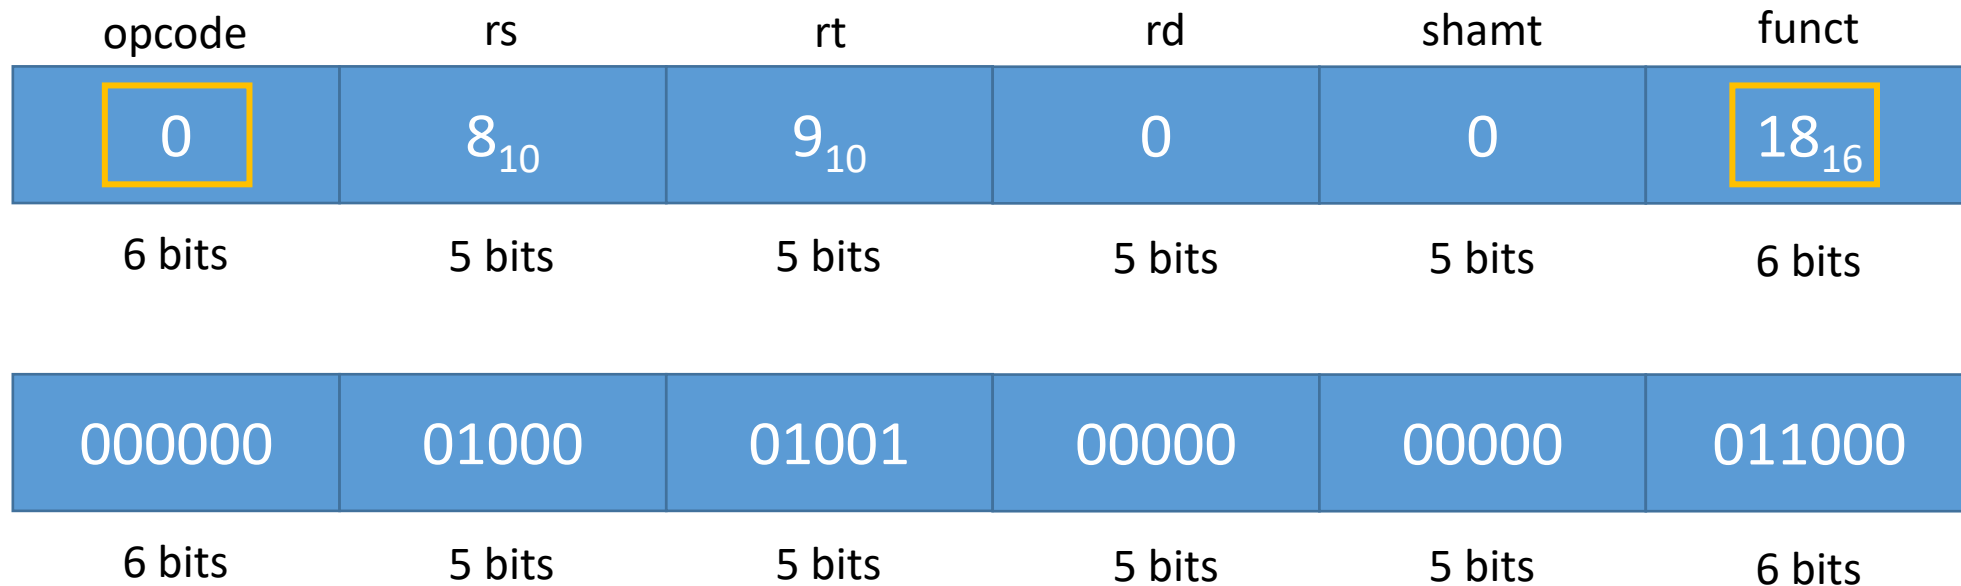 opcode rs rt rd shamt funct
0 8₁₀ 9₁₀ 0 0 18₁₆
6 bits 5 bits 5 bits 5 bits 5 bits 6 bits
000000 01000 01001 00000 00000 011000
6 bits 5 bits 5 bits 5 bits 5 bits 6 bits